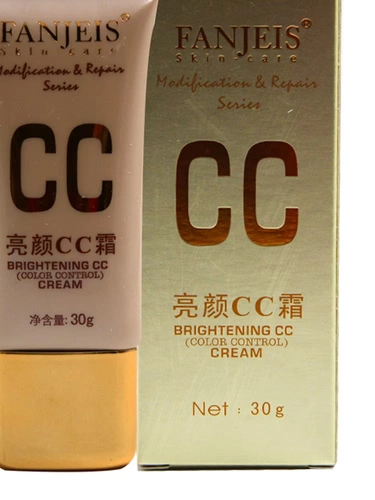 FANJEIS®
Skin care
Modification & Repair
Series
CC
亮颜CC霜
BRIGHTENING CC
(COLOR CONTROL)
CREAM
净含量: 30g
FANJEIS®
Skin care
Modification & Repair
Series
CC
亮颜CC霜
BRIGHTENING CC
(COLOR CONTROL)
CREAM
Net : 30g